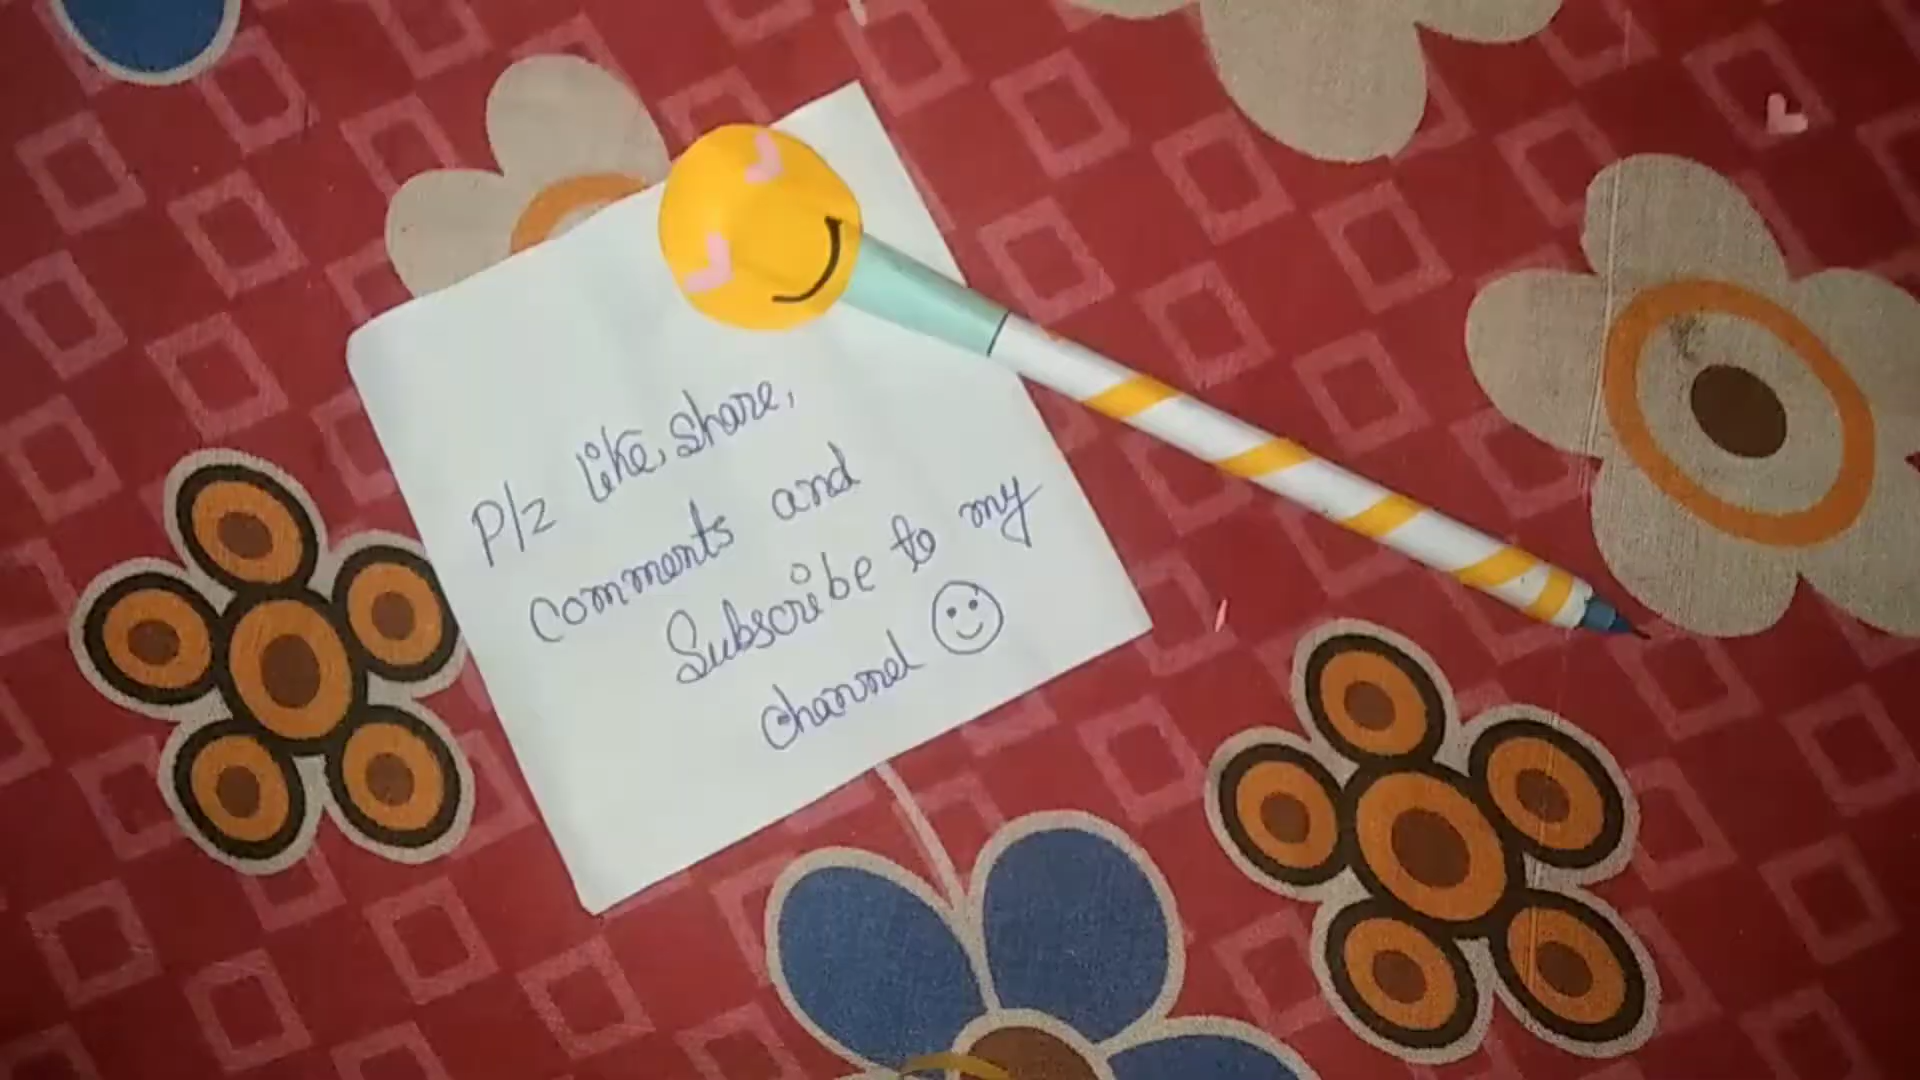 P/z like, share,
comments and
Subscribe to my
channel ☺